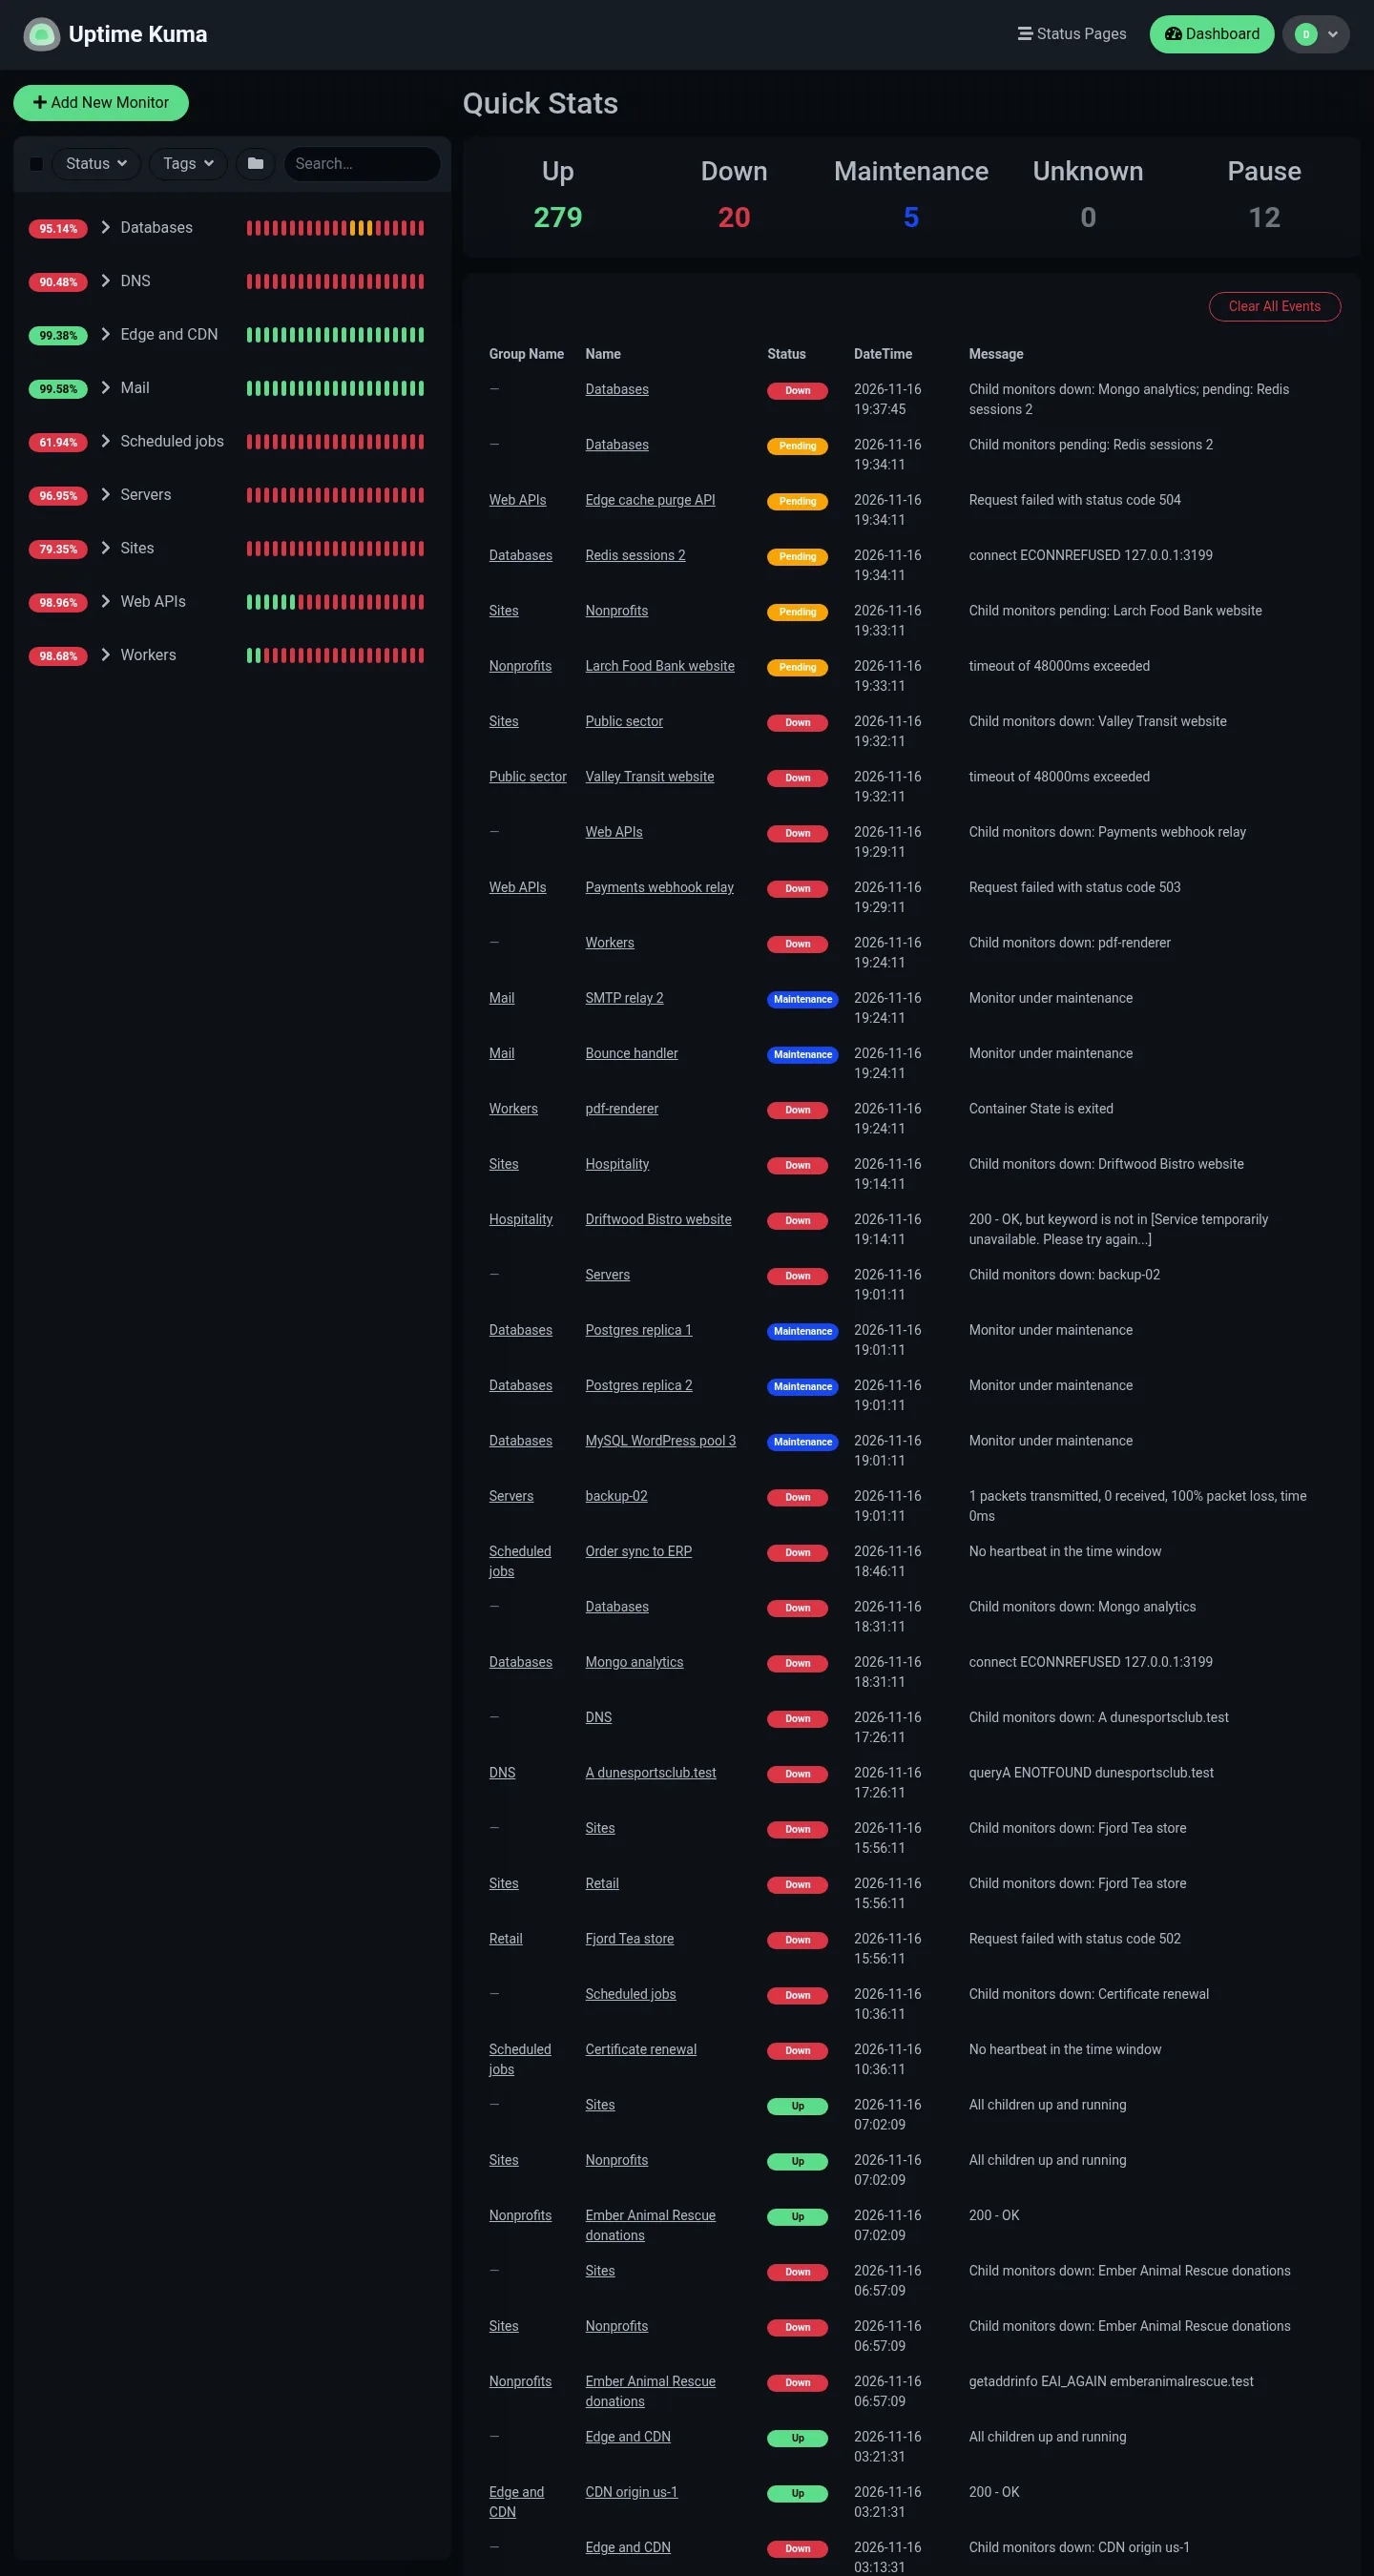 Uptime Kuma
Status Pages
Dashboard
D
Add New Monitor
Status
Tags
Search...
95.14% Databases
90.48% DNS
99.38% Edge and CDN
99.58% Mail
61.94% Scheduled jobs
96.95% Servers
79.35% Sites
98.96% Web APIs
98.68% Workers
Quick Stats
Up Down Maintenance Unknown Pause
279 20 5 0 12
Clear All Events
Group Name Name Status DateTime Message
— Databases Down 2026-11-16 Child monitors down: Mongo analytics; pending: Redis
19:37:45 sessions 2
— Databases Pending 2026-11-16 Child monitors pending: Redis sessions 2
19:34:11
Web APIs Edge cache purge API Pending 2026-11-16 Request failed with status code 504
19:34:11
Databases Redis sessions 2 Pending 2026-11-16 connect ECONNREFUSED 127.0.0.1:3199
19:34:11
Sites Nonprofits Pending 2026-11-16 Child monitors pending: Larch Food Bank website
19:33:11
Nonprofits Larch Food Bank website Pending 2026-11-16 timeout of 48000ms exceeded
19:33:11
Sites Public sector Down 2026-11-16 Child monitors down: Valley Transit website
19:32:11
Public sector Valley Transit website Down 2026-11-16 timeout of 48000ms exceeded
19:32:11
— Web APIs Down 2026-11-16 Child monitors down: Payments webhook relay
19:29:11
Web APIs Payments webhook relay Down 2026-11-16 Request failed with status code 503
19:29:11
— Workers Down 2026-11-16 Child monitors down: pdf-renderer
19:24:11
Mail SMTP relay 2 Maintenance 2026-11-16 Monitor under maintenance
19:24:11
Mail Bounce handler Maintenance 2026-11-16 Monitor under maintenance
19:24:11
Workers pdf-renderer Down 2026-11-16 Container State is exited
19:24:11
Sites Hospitality Down 2026-11-16 Child monitors down: Driftwood Bistro website
19:14:11
Hospitality Driftwood Bistro website Down 2026-11-16 200 - OK, but keyword is not in [Service temporarily
19:14:11 unavailable. Please try again...]
— Servers Down 2026-11-16 Child monitors down: backup-02
19:01:11
Databases Postgres replica 1 Maintenance 2026-11-16 Monitor under maintenance
19:01:11
Databases Postgres replica 2 Maintenance 2026-11-16 Monitor under maintenance
19:01:11
Databases MySQL WordPress pool 3 Maintenance 2026-11-16 Monitor under maintenance
19:01:11
Servers backup-02 Down 2026-11-16 1 packets transmitted, 0 received, 100% packet loss, time
19:01:11 0ms
Scheduled Order sync to ERP Down 2026-11-16 No heartbeat in the time window
jobs 18:46:11
— Databases Down 2026-11-16 Child monitors down: Mongo analytics
18:31:11
Databases Mongo analytics Down 2026-11-16 connect ECONNREFUSED 127.0.0.1:3199
18:31:11
— DNS Down 2026-11-16 Child monitors down: A dunesportsclub.test
17:26:11
DNS A dunesportsclub.test Down 2026-11-16 queryA ENOTFOUND dunesportsclub.test
17:26:11
— Sites Down 2026-11-16 Child monitors down: Fjord Tea store
15:56:11
Sites Retail Down 2026-11-16 Child monitors down: Fjord Tea store
15:56:11
Retail Fjord Tea store Down 2026-11-16 Request failed with status code 502
15:56:11
— Scheduled jobs Down 2026-11-16 Child monitors down: Certificate renewal
10:36:11
Scheduled Certificate renewal Down 2026-11-16 No heartbeat in the time window
jobs 10:36:11
— Sites Up 2026-11-16 All children up and running
07:02:09
Sites Nonprofits Up 2026-11-16 All children up and running
07:02:09
Nonprofits Ember Animal Rescue Up 2026-11-16 200 - OK
donations 07:02:09
— Sites Down 2026-11-16 Child monitors down: Ember Animal Rescue donations
06:57:09
Sites Nonprofits Down 2026-11-16 Child monitors down: Ember Animal Rescue donations
06:57:09
Nonprofits Ember Animal Rescue Down 2026-11-16 getaddrinfo EAI_AGAIN emberanimalrescue.test
donations 06:57:09
— Edge and CDN Up 2026-11-16 All children up and running
03:21:31
Edge and CDN origin us-1 Up 2026-11-16 200 - OK
CDN 03:21:31
— Edge and CDN Down 2026-11-16 Child monitors down: CDN origin us-1
03:13:31